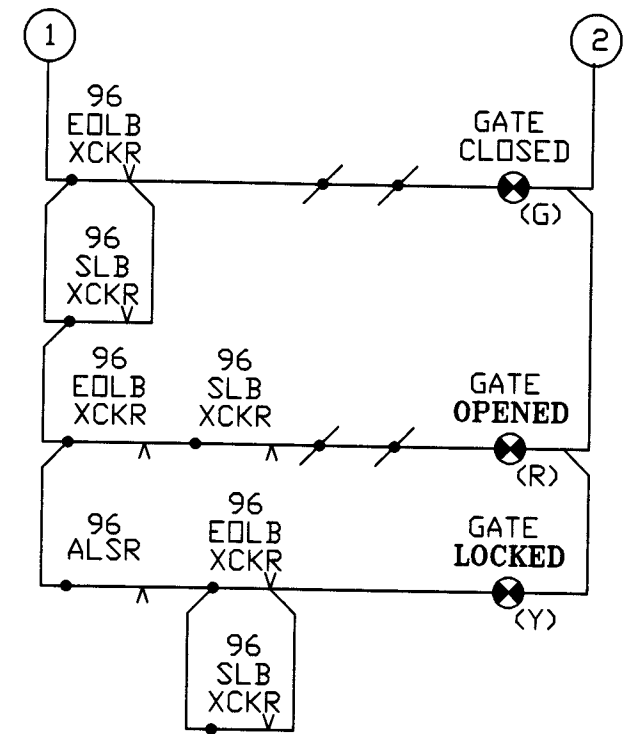 1
2
96
EOLB
XCKR
GATE
CLOSED
(G)
96
SLB
XCKR
96
EOLB
XCKR
96
SLB
XCKR
GATE
OPENED
(R)
96
ALSR
96
EOLB
XCKR
GATE
LOCKED
(Y)
96
SLB
XCKR